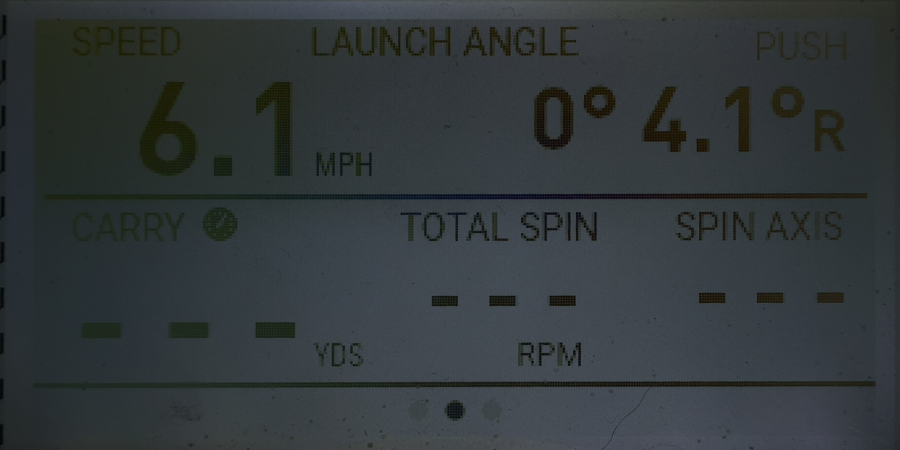 SPEED LAUNCH ANGLE PUSH
6.1 MPH 0° 4.1° R
CARRY TOTAL SPIN SPIN AXIS
- - - YDS - - - RPM - - -